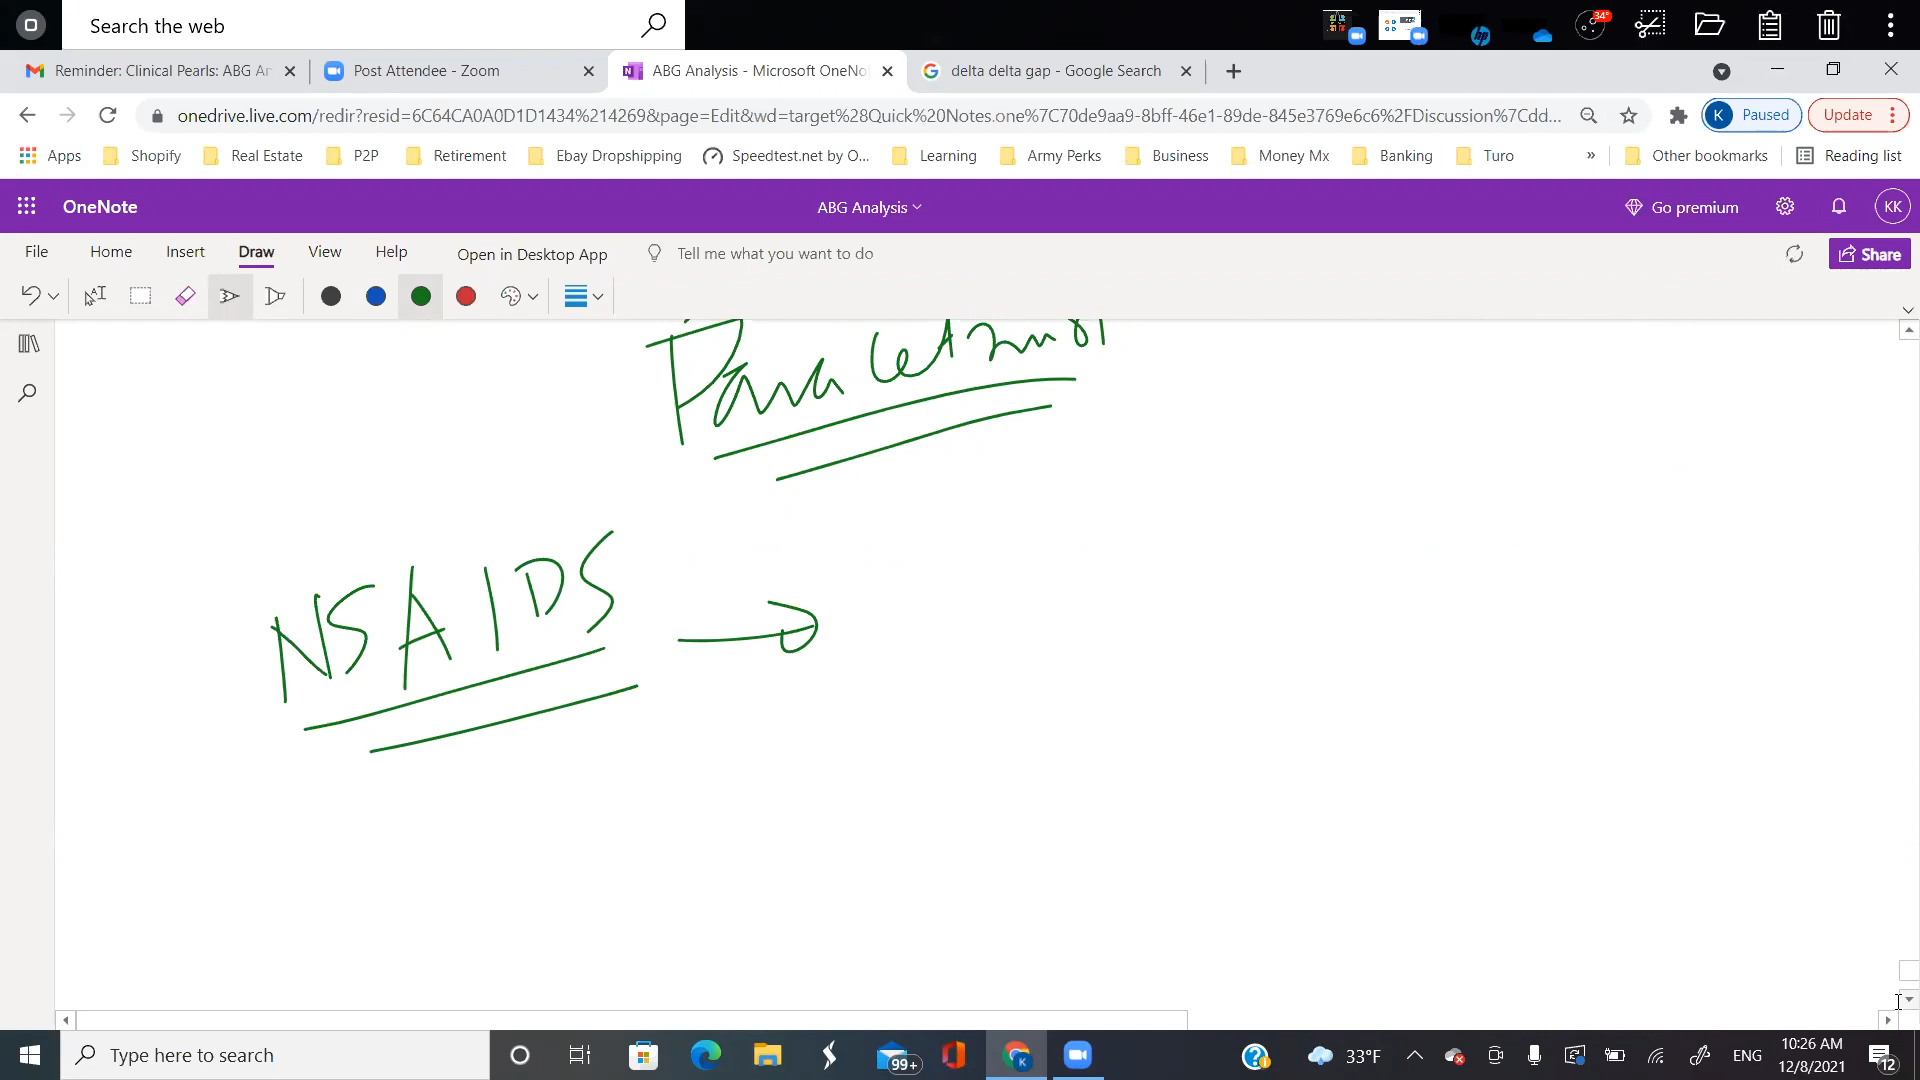 Search the web
34°
Reminder: Clinical Pearls: ABG An
Post Attendee - Zoom
ABG Analysis - Microsoft OneNo
delta delta gap - Google Search
onedrive.live.com/redir?resid=6C64CA0A0D1D1434%214269&page=Edit&wd=target%28Quick%20Notes.one%7C70de9aa9-8bff-46e1-89de-845e3769e6c6%2FDiscussion%7Cdd...
K Paused
Update
Apps Shopify Real Estate P2P Retirement Ebay Dropshipping Speedtest.net by O... Learning Army Perks Business Money Mx Banking Turo » Other bookmarks Reading list
OneNote
ABG Analysis
Go premium
KK
File Home Insert Draw View Help Open in Desktop App Tell me what you want to do
Share
Paracetamol
NSAIDS →
Type here to search
99+
33°F
ENG
10:26 AM
12/8/2021
12